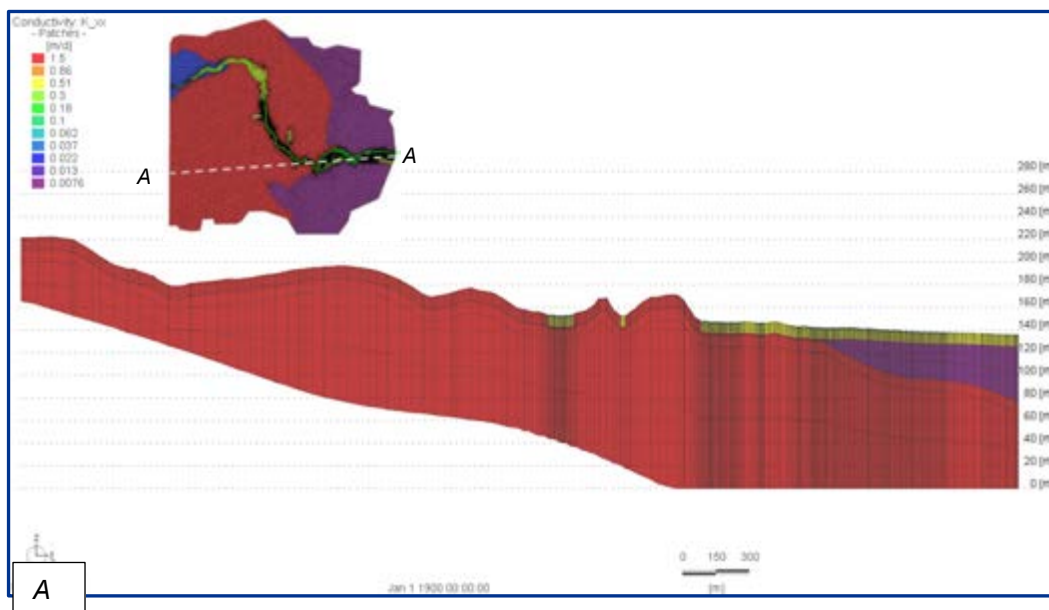 Conductivity: K_xx
- Patches -
[m/d]
1.5
0.86
0.51
0.3
0.18
0.1
0.062
0.037
0.022
0.013
0.0076
A
A
280 [m
260 [m
240 [m
220 [m
200 [m
180 [m
160 [m
140 [m
120 [m
100 [m
80 [m
60 [m
40 [m
20 [m
0 [m
0 150 300
[m]
Jan 1 1900 00:00:00
A